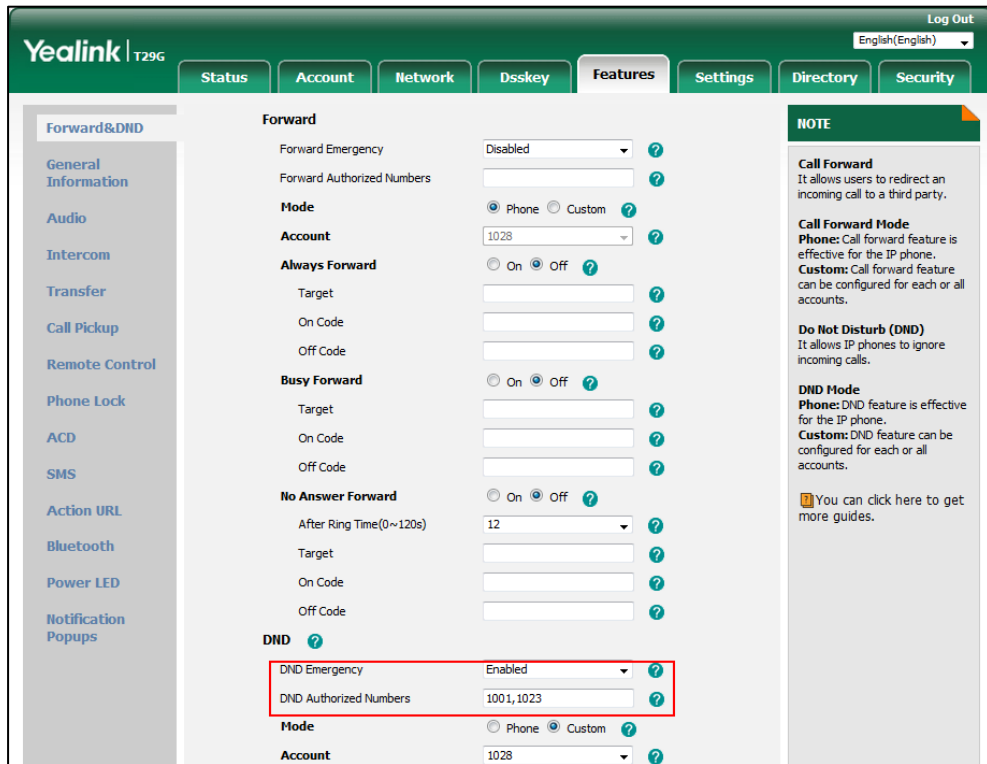 Log Out
Yealink | T29G
English(English)
Status Account Network Dsskey Features Settings Directory Security
Forward&DND
General
Information
Audio
Intercom
Transfer
Call Pickup
Remote Control
Phone Lock
ACD
SMS
Action URL
Bluetooth
Power LED
Notification
Popups
Forward
Forward Emergency Disabled ?
Forward Authorized Numbers ?
Mode Phone Custom ?
Account 1028 ?
Always Forward On Off ?
Target ?
On Code ?
Off Code ?
Busy Forward On Off ?
Target ?
On Code ?
Off Code ?
No Answer Forward On Off ?
After Ring Time(0~120s) 12 ?
Target ?
On Code ?
Off Code ?
DND ?
DND Emergency Enabled ?
DND Authorized Numbers 1001,1023 ?
Mode Phone Custom ?
Account 1028 ?
NOTE
Call Forward
It allows users to redirect an
incoming call to a third party.
Call Forward Mode
Phone: Call forward feature is
effective for the IP phone.
Custom: Call forward feature
can be configured for each or all
accounts.
Do Not Disturb (DND)
It allows IP phones to ignore
incoming calls.
DND Mode
Phone: DND feature is effective
for the IP phone.
Custom: DND feature can be
configured for each or all
accounts.
? You can click here to get
more guides.